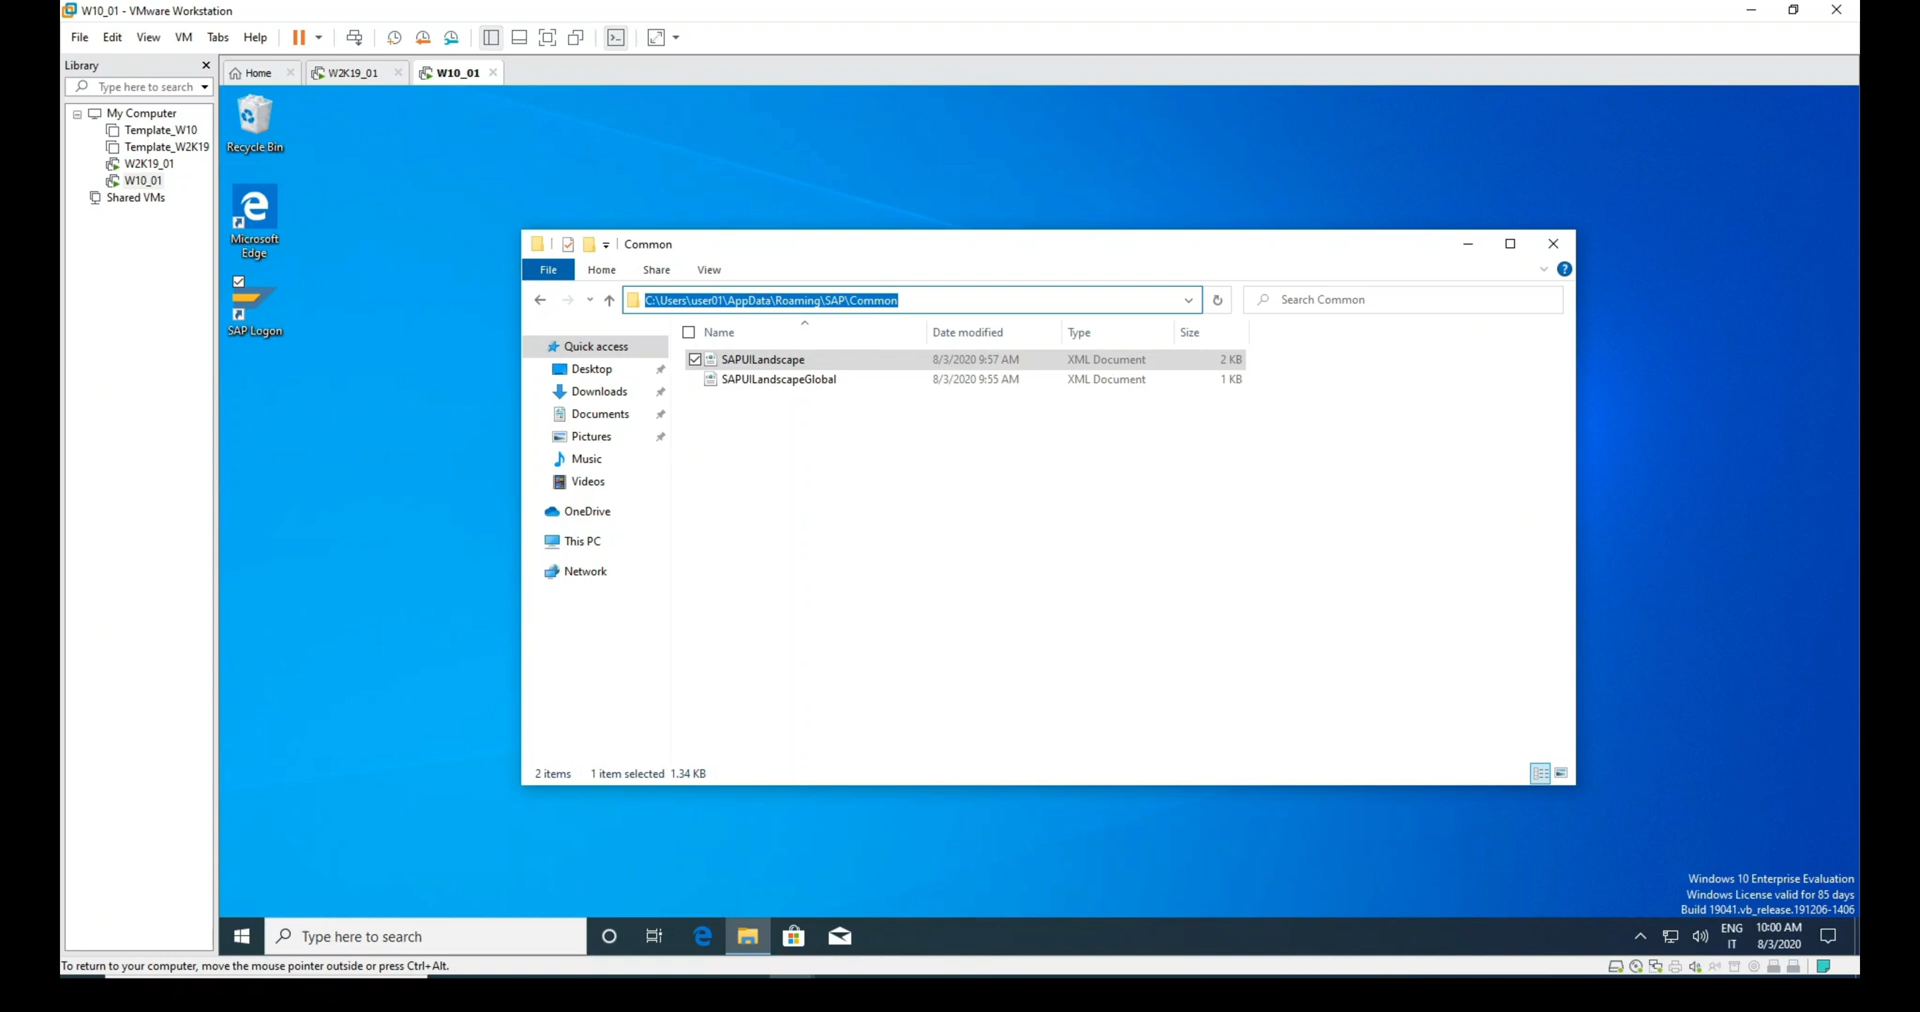 W10_01 - VMware Workstation
File Edit View VM Tabs Help
Library
Type here to search
My Computer
Template_W10
Template_W2K19
W2K19_01
W10_01
Shared VMs
Home
W2K19_01
W10_01
Recycle Bin
Microsoft
Edge
SAP Logon
Common
File Home Share View
C:\Users\user01\AppData\Roaming\SAP\Common
Search Common
Name Date modified Type Size
SAPUILandscape 8/3/2020 9:57 AM XML Document 2 KB
SAPUILandscapeGlobal 8/3/2020 9:55 AM XML Document 1 KB
Quick access
Desktop
Downloads
Documents
Pictures
Music
Videos
OneDrive
This PC
Network
2 items 1 item selected 1.34 KB
Windows 10 Enterprise Evaluation
Windows License valid for 85 days
Build 19041.vb_release.191206-1406
Type here to search
ENG
IT
10:00 AM
8/3/2020
To return to your computer, move the mouse pointer outside or press Ctrl+Alt.